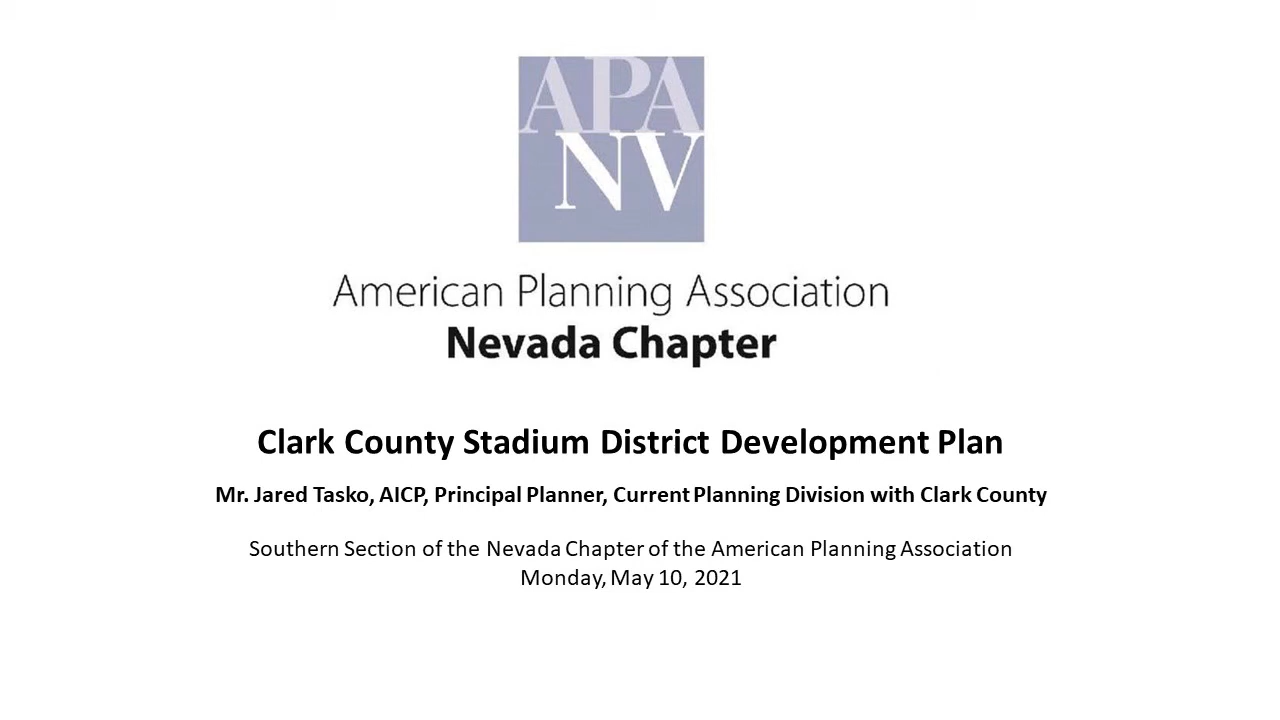 APA
NV
American Planning Association
Nevada Chapter
Clark County Stadium District Development Plan
Mr. Jared Tasko, AICP, Principal Planner, Current Planning Division with Clark County
Southern Section of the Nevada Chapter of the American Planning Association
Monday, May 10, 2021